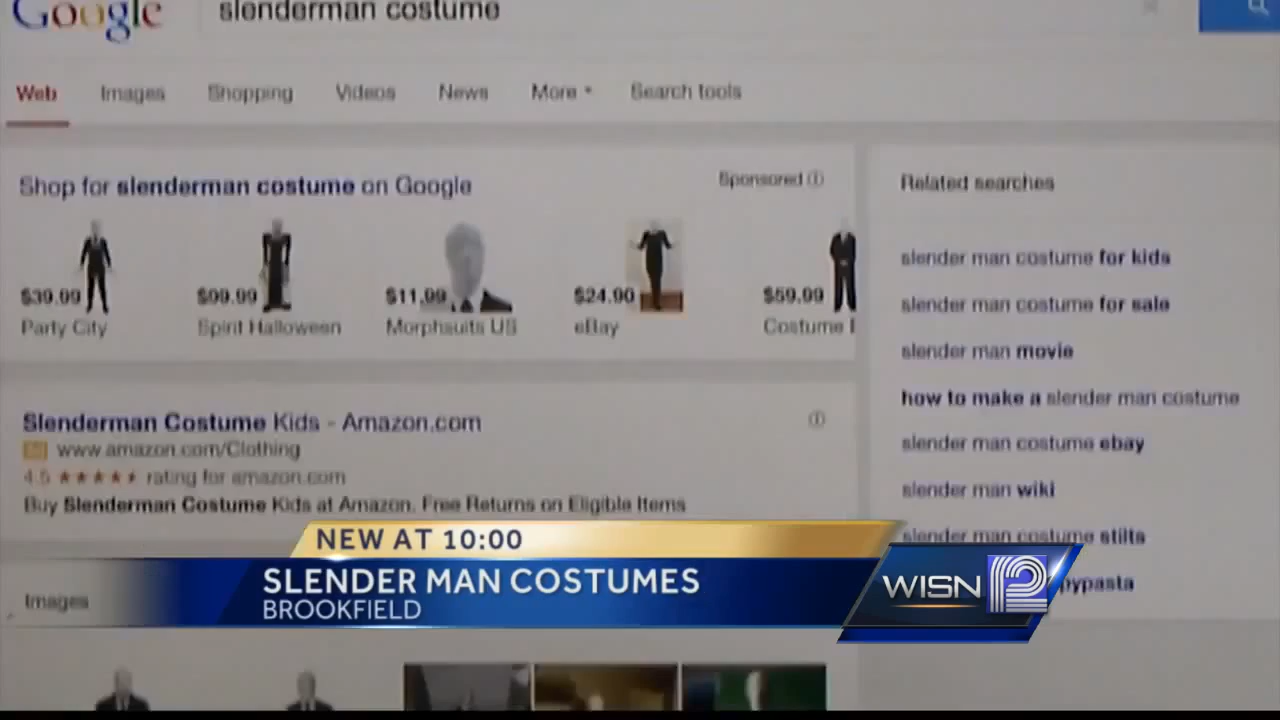 Google
slenderman costume
Web Images Shopping Videos News More Search tools
Shop for slenderman costume on Google
Sponsored
$39.99
Party City
$99.99
Spirit Halloween
$11.99
Morphsuits US
$24.90
eBay
$59.99
Costume
Slenderman Costume Kids - Amazon.com
Ad www.amazon.com/Clothing
4.5 ★★★★★ rating for amazon.com
Buy Slenderman Costume Kids at Amazon. Free Returns on Eligible Items
Images
Related searches
slender man costume for kids
slender man costume for sale
slender man movie
how to make a slender man costume
slender man costume ebay
slender man wiki
slender man costume stilts
pypasta
NEW AT 10:00
SLENDER MAN COSTUMES
BROOKFIELD
WISN 12